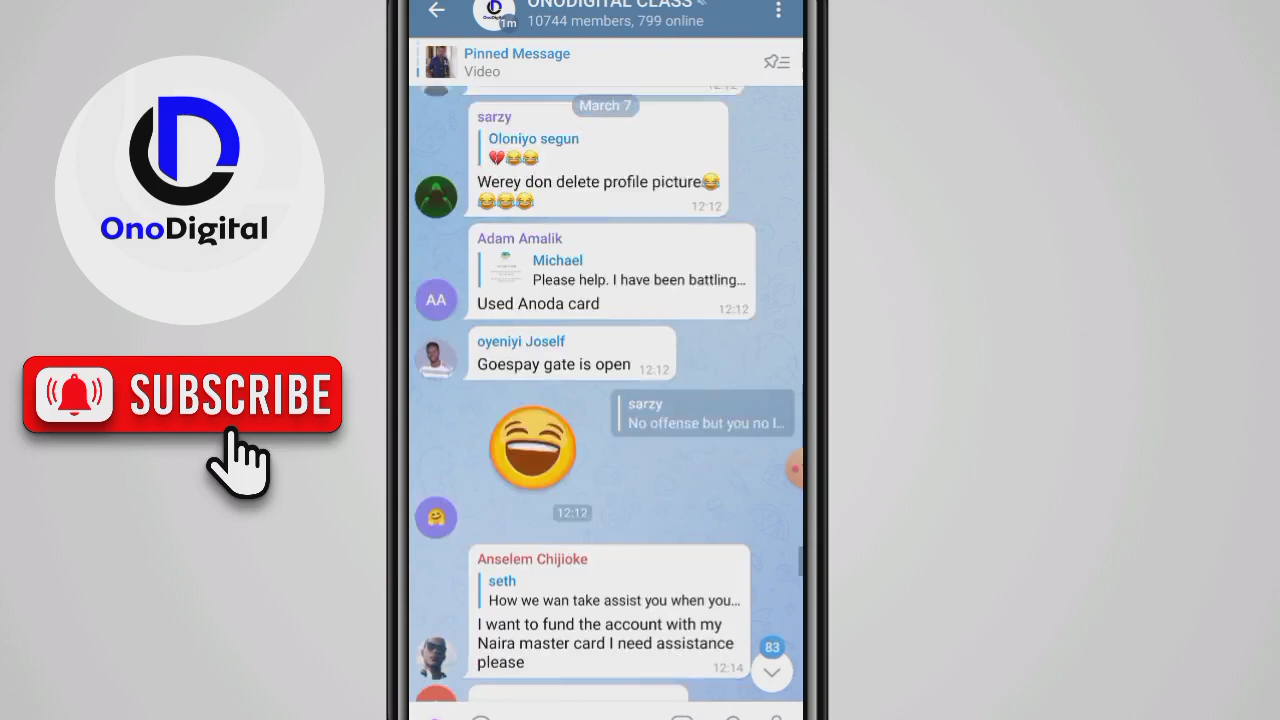 ONODIGITAL CLASS
1m
10744 members, 799 online
Pinned Message
Video
12:12
March 7
sarzy
Oloniyo segun
💔😂😂
Werey don delete profile picture😂
😂😂😂
12:12
Adam Amalik
Michael
Please help. I have been battling...
Used Anoda card
AA
12:12
oyeniyi Joself
Goespay gate is open
12:12
sarzy
No offense but you no l...
12:12
Anselem Chijioke
seth
How we wan take assist you when you...
I want to fund the account with my
Naira master card I need assistance
please
12:14
83
OnoDigital
SUBSCRIBE